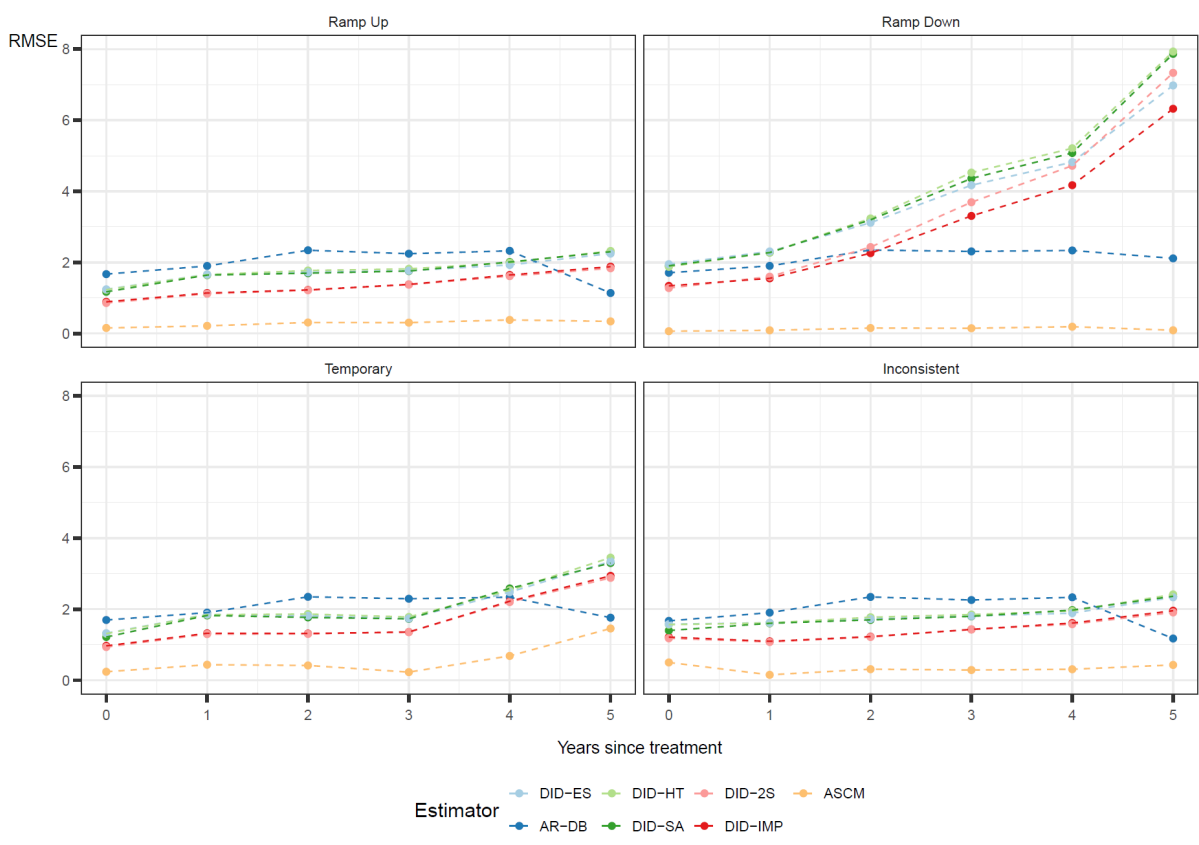 Ramp Up
Ramp Down
RMSE
8
6
4
2
0
Temporary
Inconsistent
8
6
4
2
0
0 1 2 3 4 5
0 1 2 3 4 5
Years since treatment
Estimator
DID−ES DID−HT DID−2S ASCM
AR−DB DID−SA DID−IMP